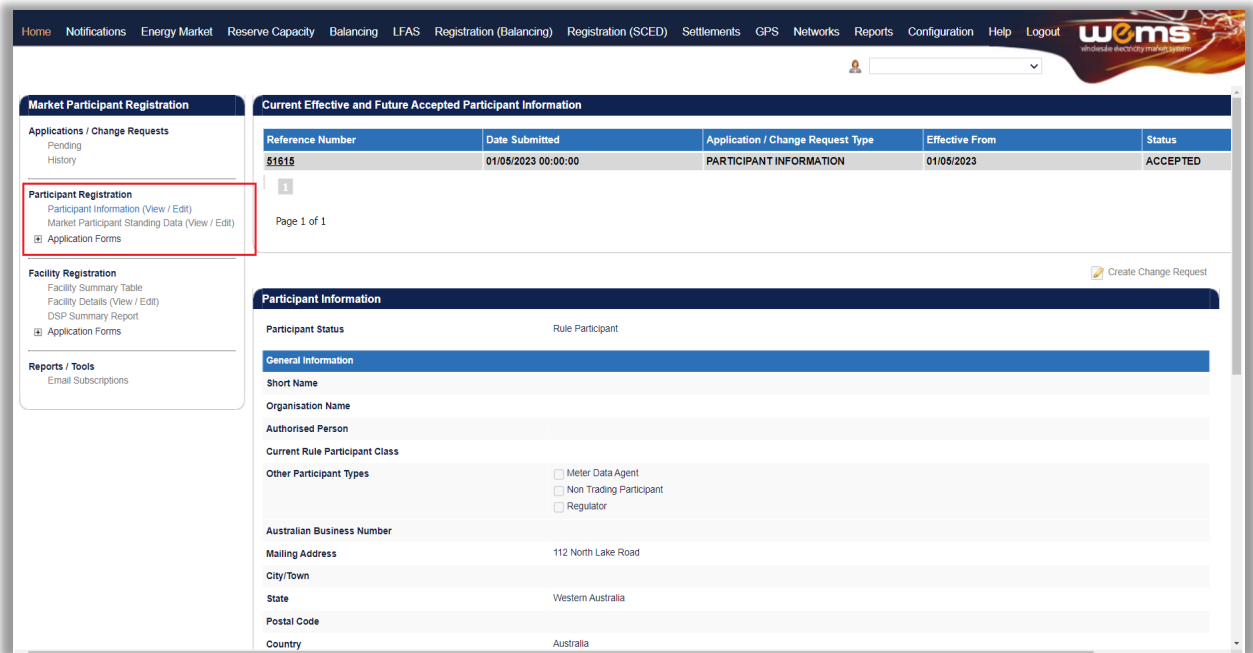 Home Notifications Energy Market Reserve Capacity Balancing LFAS Registration (Balancing) Registration (SCED) Settlements GPS Networks Reports Configuration Help Logout
wems
wholesale electricity market system
Market Participant Registration
Applications / Change Requests
Pending
History
Participant Registration
Participant Information (View / Edit)
Market Participant Standing Data (View / Edit)
Application Forms
Facility Registration
Facility Summary Table
Facility Details (View / Edit)
DSP Summary Report
Application Forms
Reports / Tools
Email Subscriptions
Current Effective and Future Accepted Participant Information
Reference Number Date Submitted Application / Change Request Type Effective From Status
51615 01/05/2023 00:00:00 PARTICIPANT INFORMATION 01/05/2023 ACCEPTED
1
Page 1 of 1
Create Change Request
Participant Information
Participant Status Rule Participant
General Information
Short Name
Organisation Name
Authorised Person
Current Rule Participant Class
Other Participant Types Meter Data Agent
Non Trading Participant
Regulator
Australian Business Number
Mailing Address 112 North Lake Road
City/Town
State Western Australia
Postal Code
Country Australia